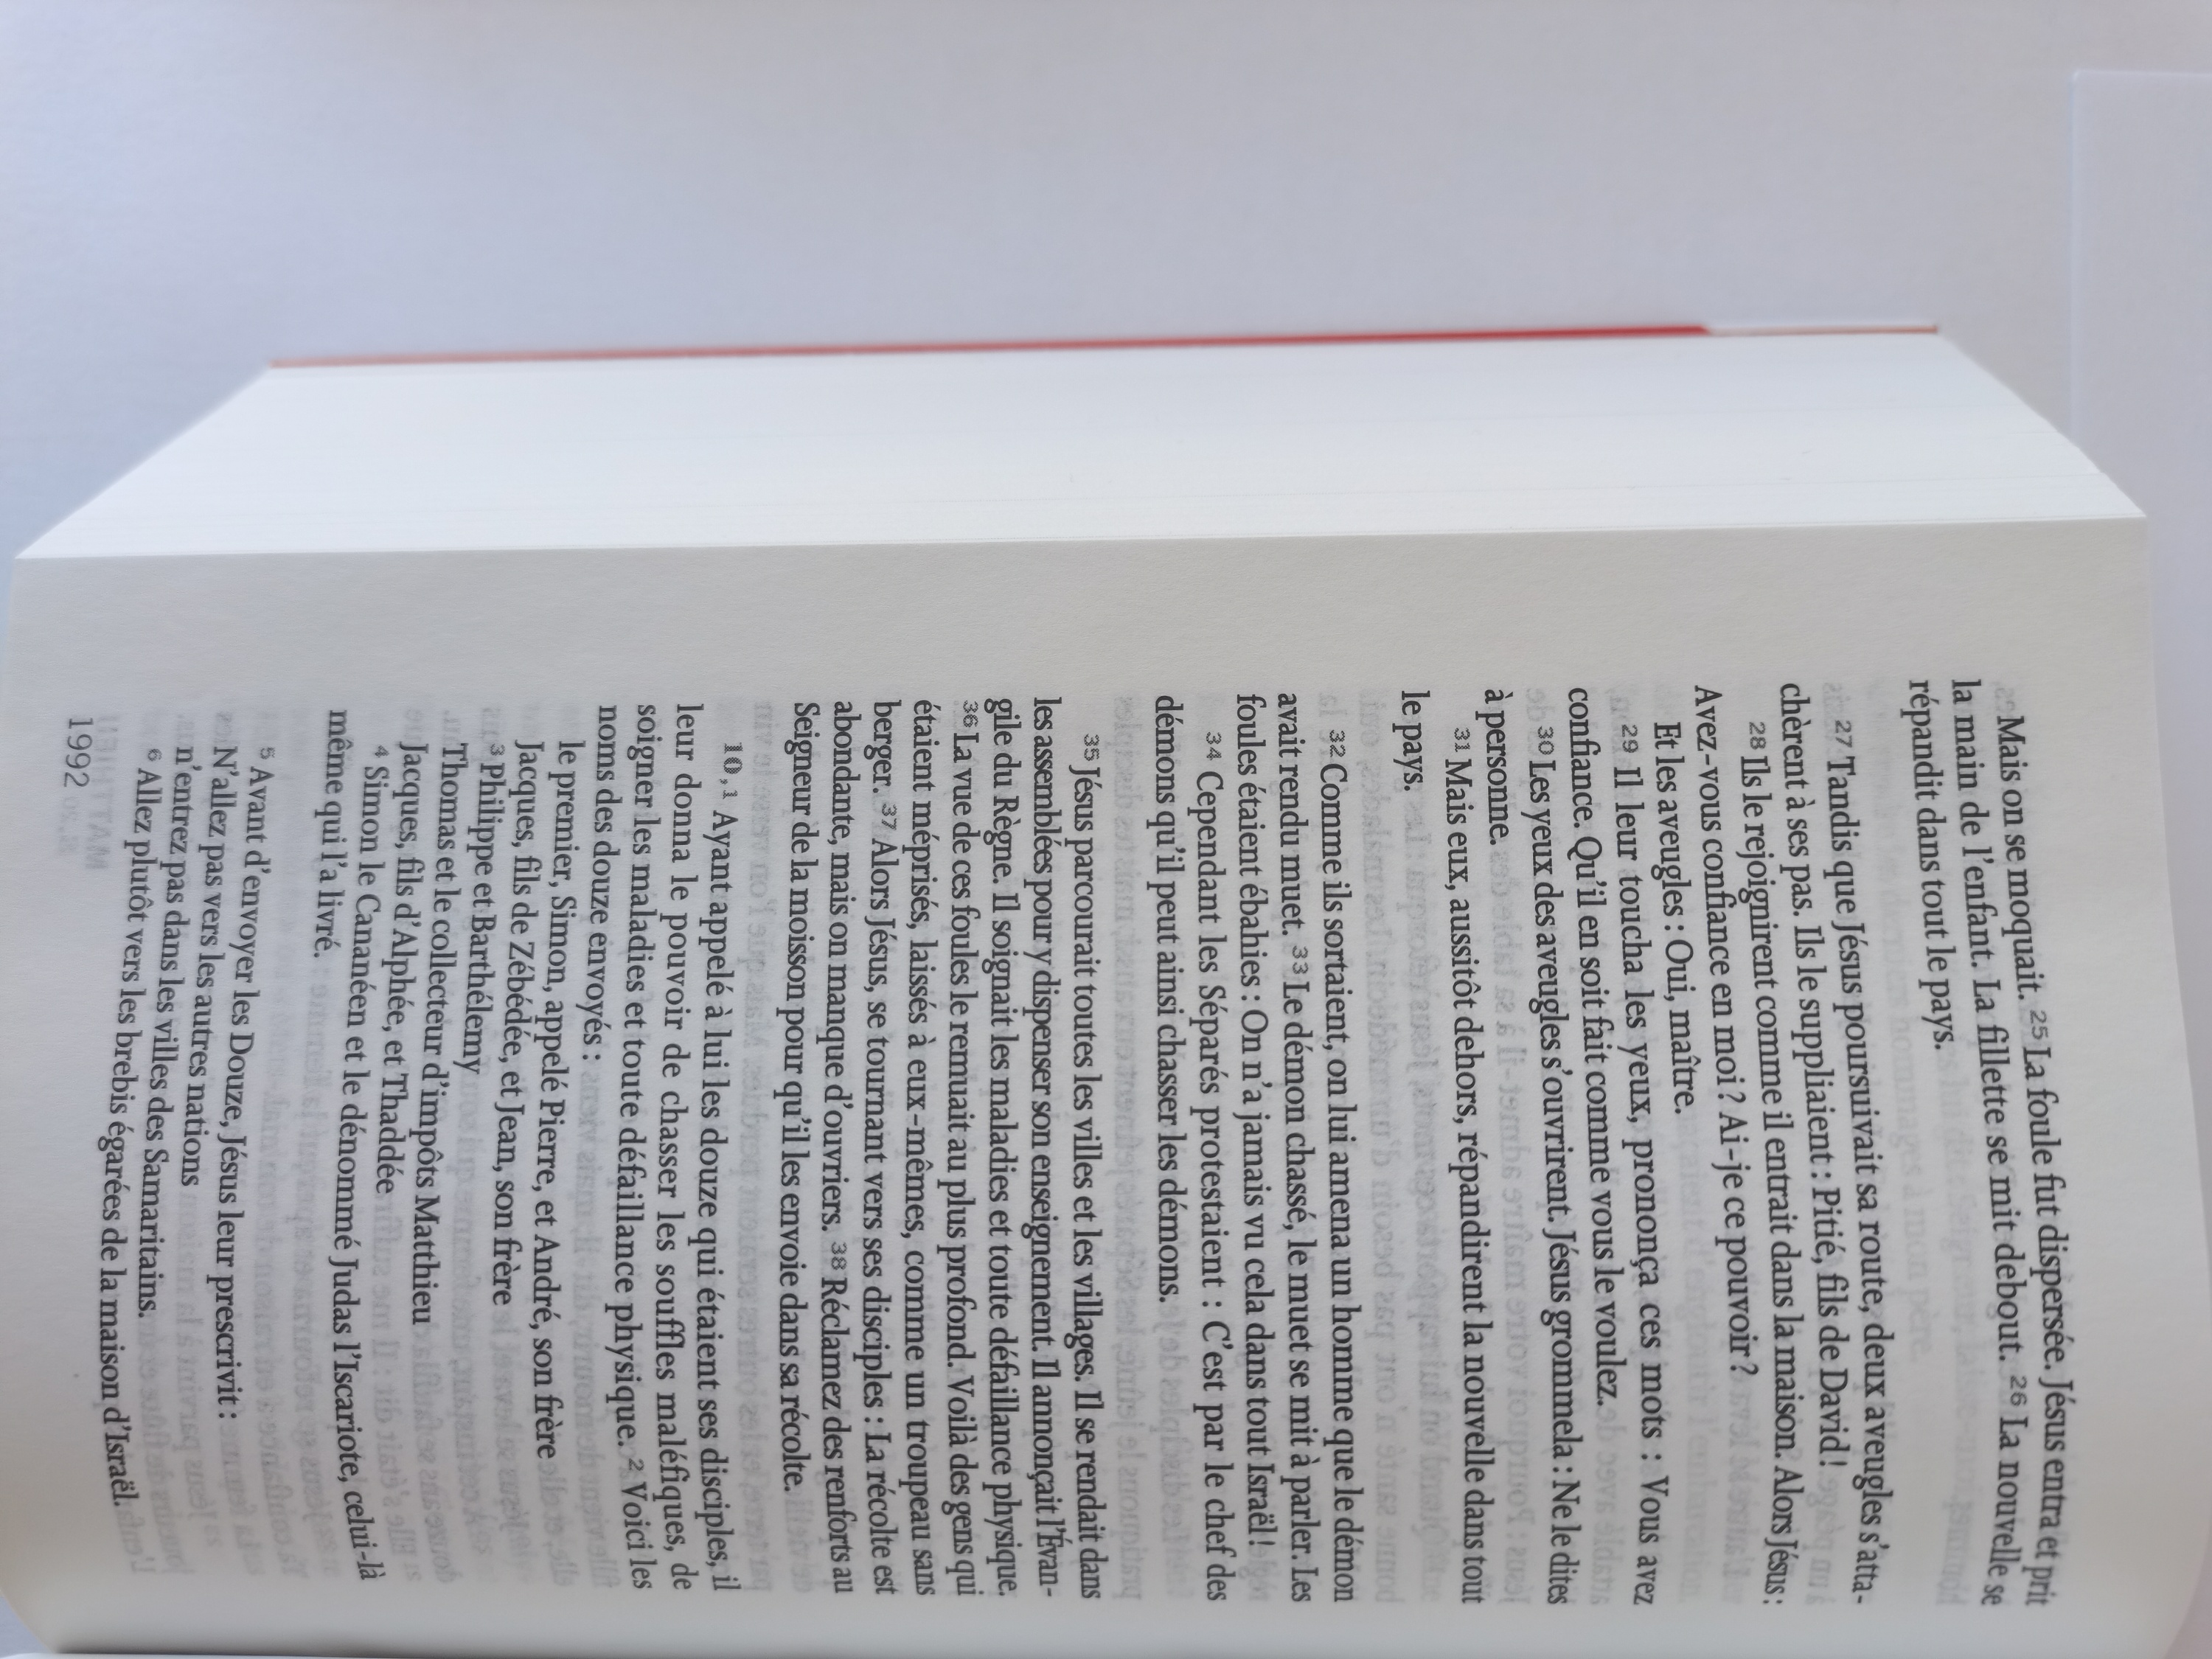 Mais on se moquait. 25 La foule fut dispersée. Jésus entra et prit
la main de l'enfant. La fillette se mit debout. 26 La nouvelle se
répandit dans tout le pays.
27 Tandis que Jésus poursuivait sa route, deux aveugles s'atta-
chèrent à ses pas. Ils le suppliaient : Pitié, fils de David !
28 Ils le rejoignirent comme il entrait dans la maison. Alors Jésus :
Avez-vous confiance en moi ? Ai-je ce pouvoir ?
Et les aveugles : Oui, maître.
29 Il leur toucha les yeux, prononça ces mots : Vous avez
confiance. Qu'il en soit fait comme vous le voulez.
30 Les yeux des aveugles s'ouvrirent. Jésus grommela : Ne le dites
à personne.
31 Mais eux, aussitôt dehors, répandirent la nouvelle dans tout
le pays.
32 Comme ils sortaient, on lui amena un homme que le démon
avait rendu muet. 33 Le démon chassé, le muet se mit à parler. Les
foules étaient ébahies : On n'a jamais vu cela dans tout Israël !
34 Cependant les Séparés protestaient : C'est par le chef des
démons qu'il peut ainsi chasser les démons.
35 Jésus parcourait toutes les villes et les villages. Il se rendait dans
les assemblées pour y dispenser son enseignement. Il annonçait l'Évan-
gile du Règne. Il soignait les maladies et toute défaillance physique.
36 La vue de ces foules le remuait au plus profond. Voilà des gens qui
étaient méprisés, laissés à eux-mêmes, comme un troupeau sans
berger. 37 Alors Jésus, se tournant vers ses disciples : La récolte est
abondante, mais on manque d'ouvriers. 38 Réclamez des renforts au
Seigneur de la moisson pour qu'il les envoie dans sa récolte.
10,1 Ayant appelé à lui les douze qui étaient ses disciples, il
leur donna le pouvoir de chasser les souffles maléfiques, de
soigner les maladies et toute défaillance physique. 2 Voici les
noms des douze envoyés :
le premier, Simon, appelé Pierre, et André, son frère
Jacques, fils de Zébédée, et Jean, son frère
3 Philippe et Barthélemy
Thomas et le collecteur d'impôts Matthieu
Jacques, fils d'Alphée, et Thaddée
4 Simon le Cananéen et le dénommé Judas l'Iscariote, celui-là
même qui l'a livré.
5 Avant d'envoyer les Douze, Jésus leur prescrivit :
N'allez pas vers les autres nations
n'entrez pas dans les villes des Samaritains.
6 Allez plutôt vers les brebis égarées de la maison d'Israël.
1992